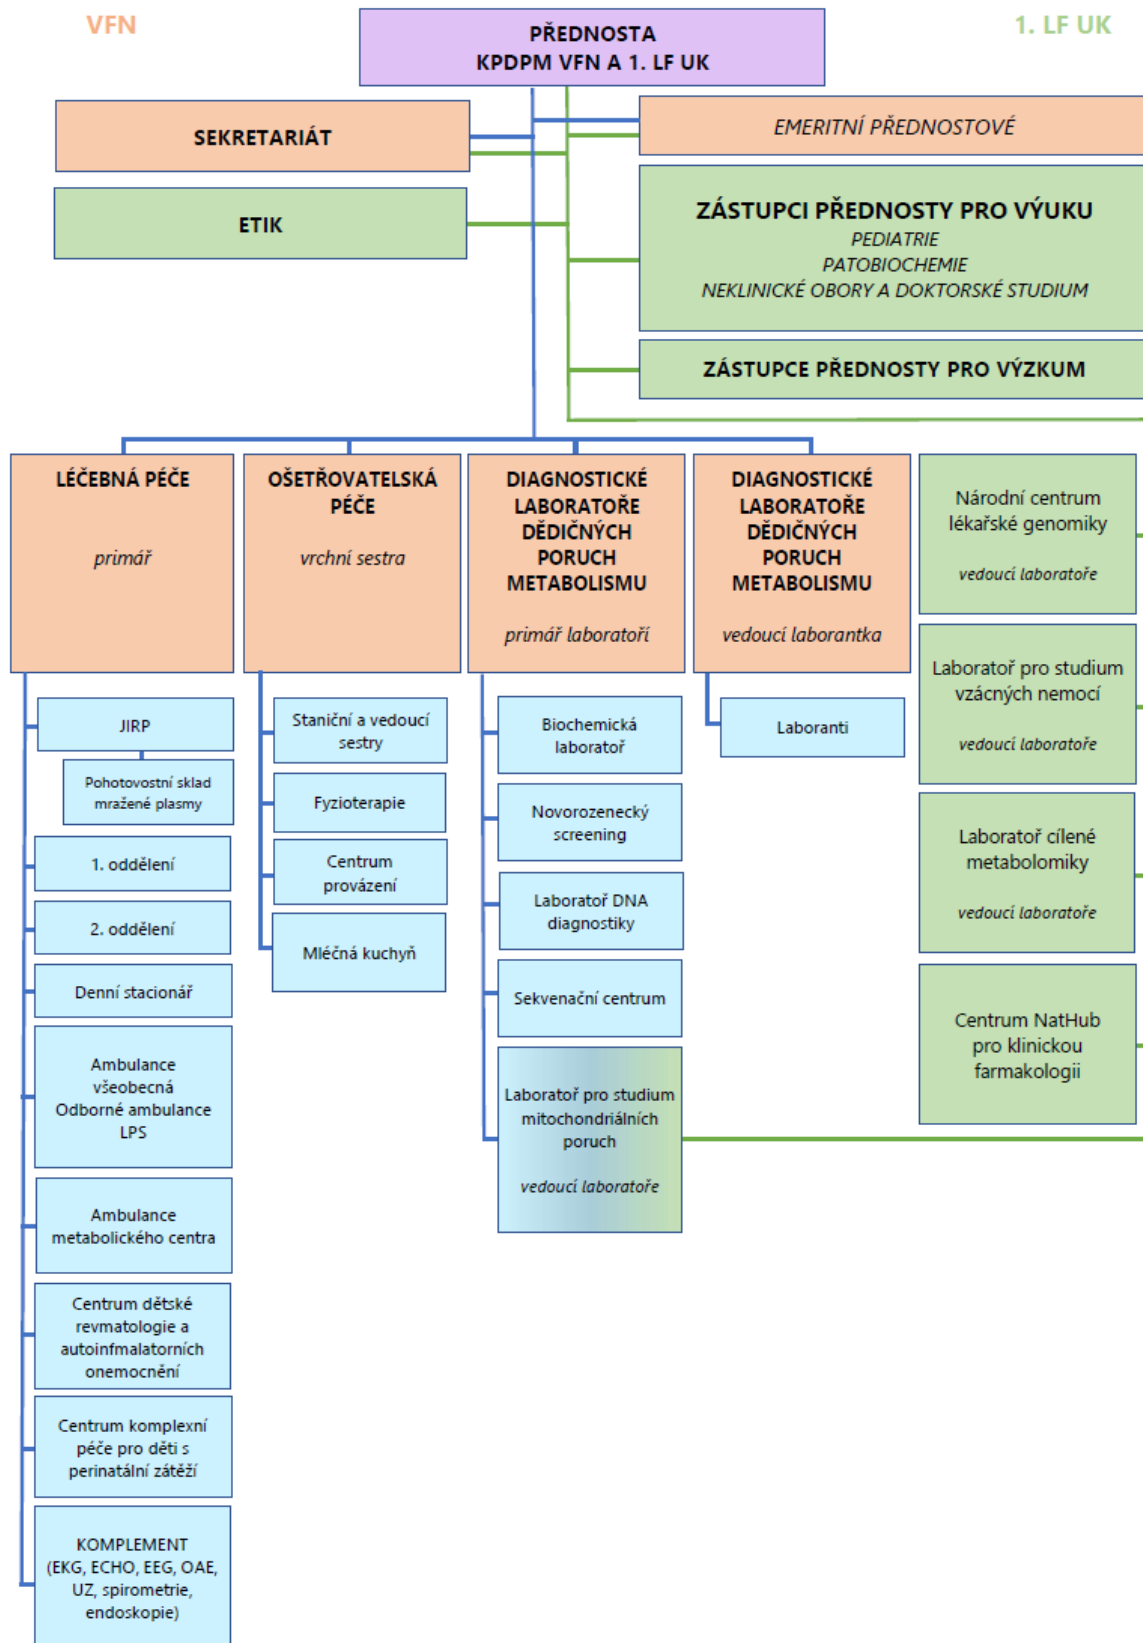 VFN
1. LF UK
PŘEDNOSTA
KPDPM VFN A 1. LF UK
SEKRETARIÁT
EMERITNÍ PŘEDNOSTOVÉ
ETIK
ZÁSTUPCI PŘEDNOSTY PRO VÝUKU
PEDIATRIE
PATOBIOCHEMIE
NEKLINICKÉ OBORY A DOKTORSKÉ STUDIUM
ZÁSTUPCE PŘEDNOSTY PRO VÝZKUM
LÉČEBNÁ PÉČE
primář
JIRP
Pohotovostní sklad
mražené plasmy
1. oddělení
2. oddělení
Denní stacionář
Ambulance
všeobecná
Odborné ambulance
LPS
Ambulance
metabolického centra
Centrum dětské
revmatologie a
autoinfmalatorních
onemocnění
Centrum komplexní
péče pro děti s
perinatální zátěží
KOMPLEMENT
(EKG, ECHO, EEG, OAE,
UZ, spirometrie,
endoskopie)
OŠETŘOVATELSKÁ
PÉČE
vrchní sestra
Staniční a vedoucí
sestry
Fyzioterapie
Centrum
provázení
Mléčná kuchyň
DIAGNOSTICKÉ
LABORATOŘE
DĚDIČNÝCH
PORUCH
METABOLISMU
primář laboratoří
Biochemická
laboratoř
Novorozenecký
screening
Laboratoř DNA
diagnostiky
Sekvenační centrum
Laboratoř pro studium
mitochondriálních
poruch
vedoucí laboratoře
DIAGNOSTICKÉ
LABORATOŘE
DĚDIČNÝCH
PORUCH
METABOLISMU
vedoucí laborantka
Laboranti
Národní centrum
lékařské genomiky
vedoucí laboratoře
Laboratoř pro studium
vzácných nemocí
vedoucí laboratoře
Laboratoř cílené
metabolomiky
vedoucí laboratoře
Centrum NatHub
pro klinickou
farmakologii